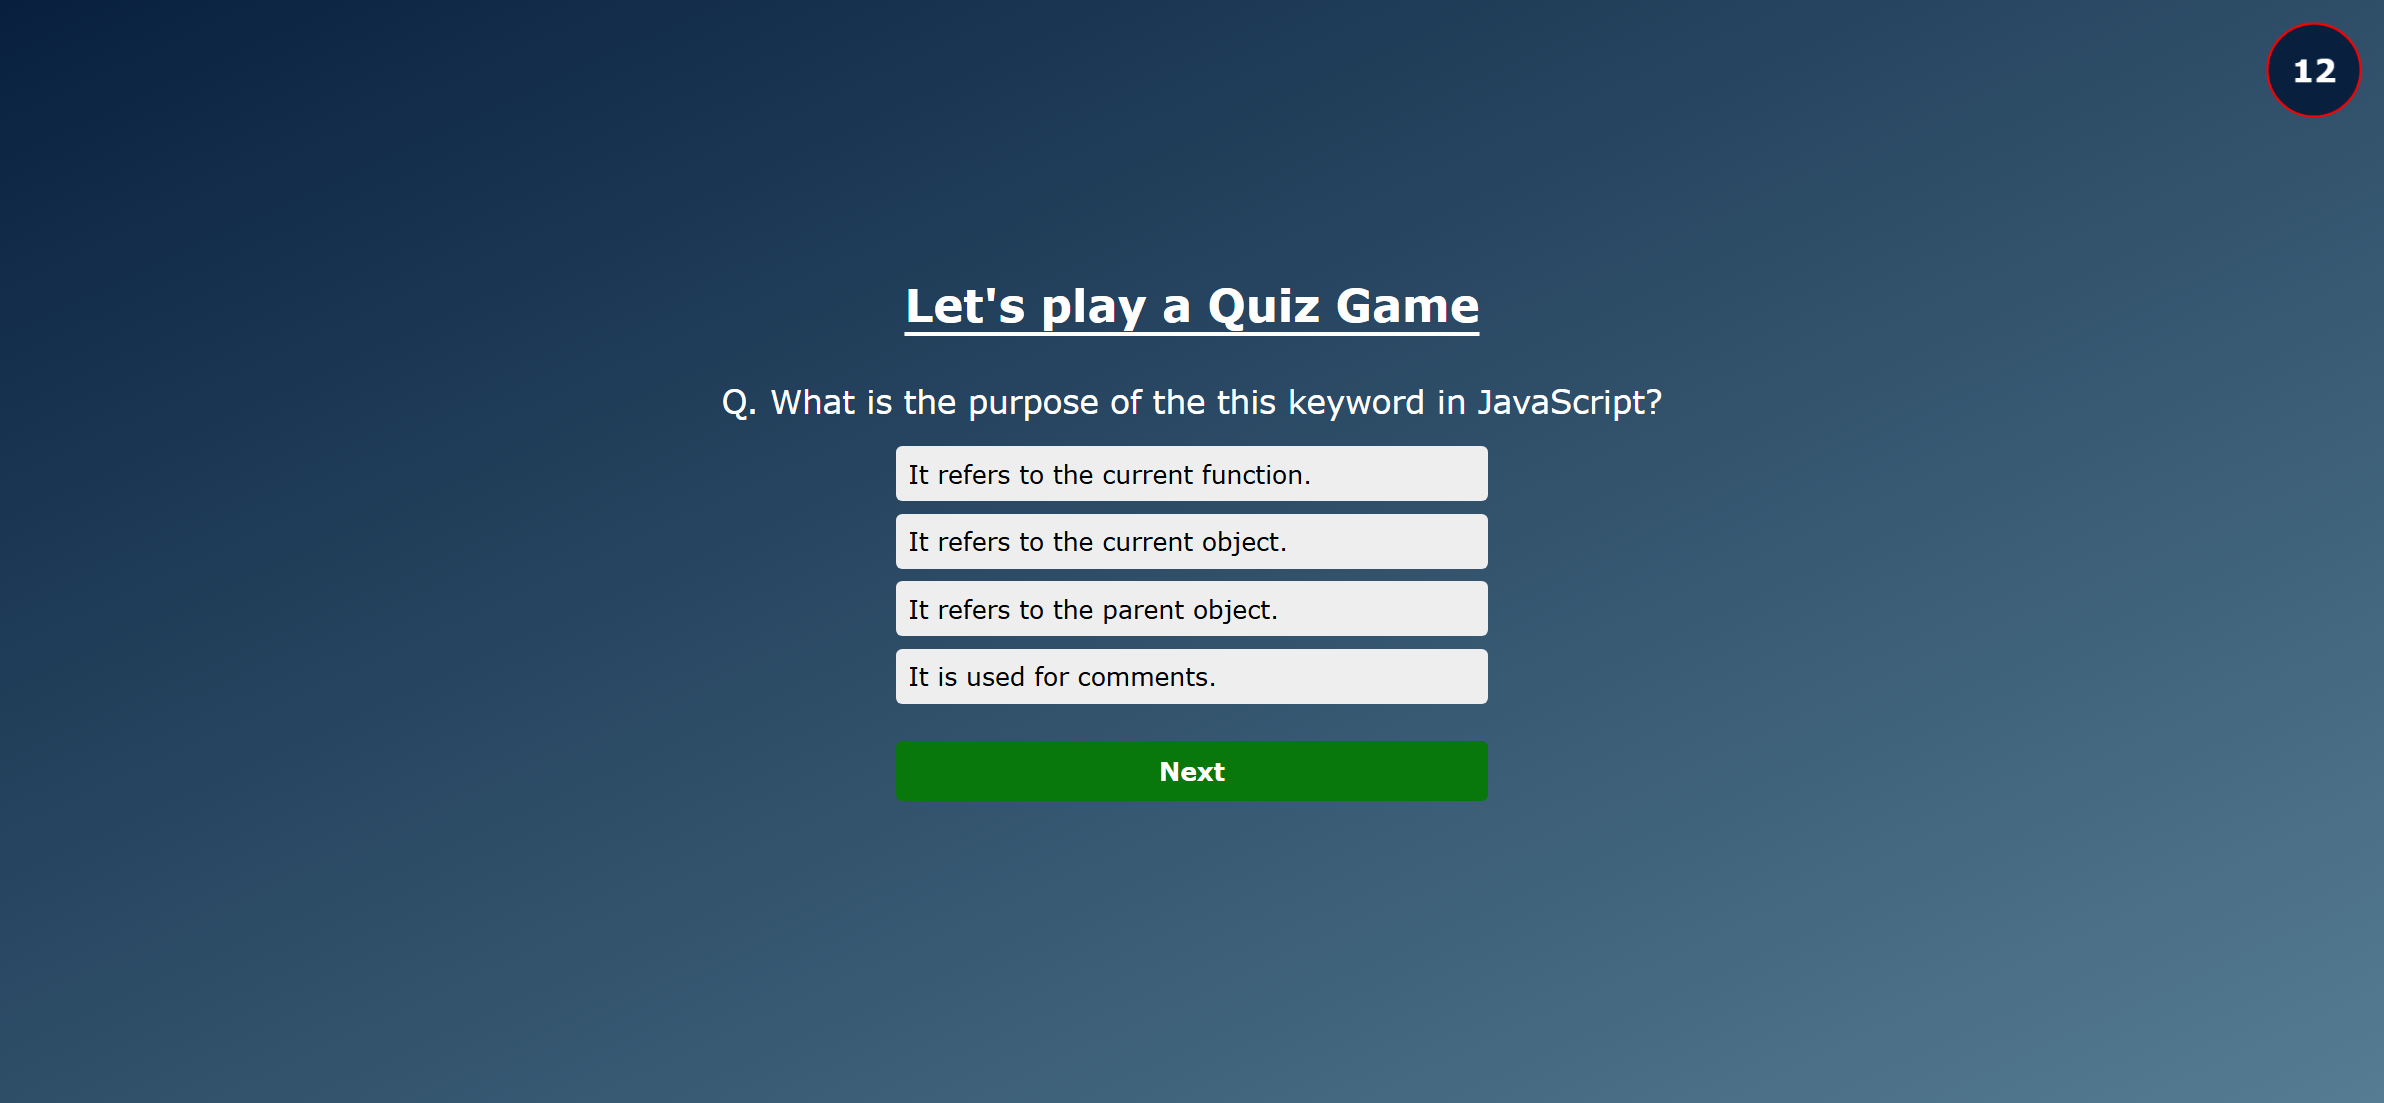 12
Let's play a Quiz Game
Q. What is the purpose of the this keyword in JavaScript?
It refers to the current function.
It refers to the current object.
It refers to the parent object.
It is used for comments.
Next